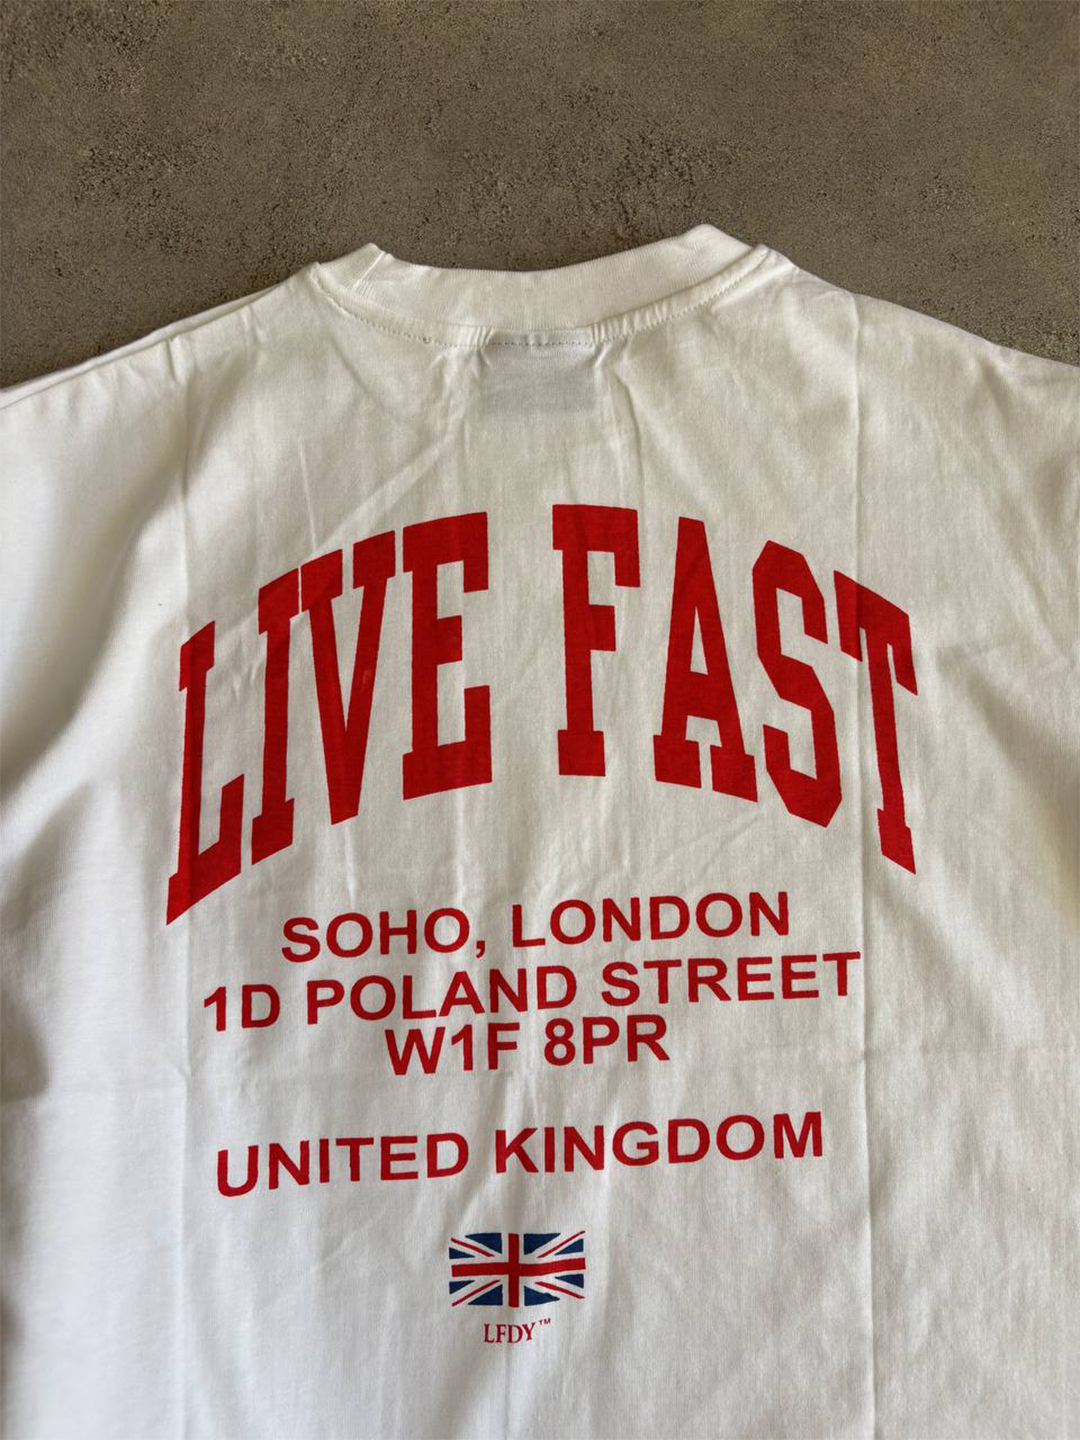 LIVE FAST
SOHO, LONDON
1D POLAND STREET
W1F 8PR
UNITED KINGDOM
LFDY™